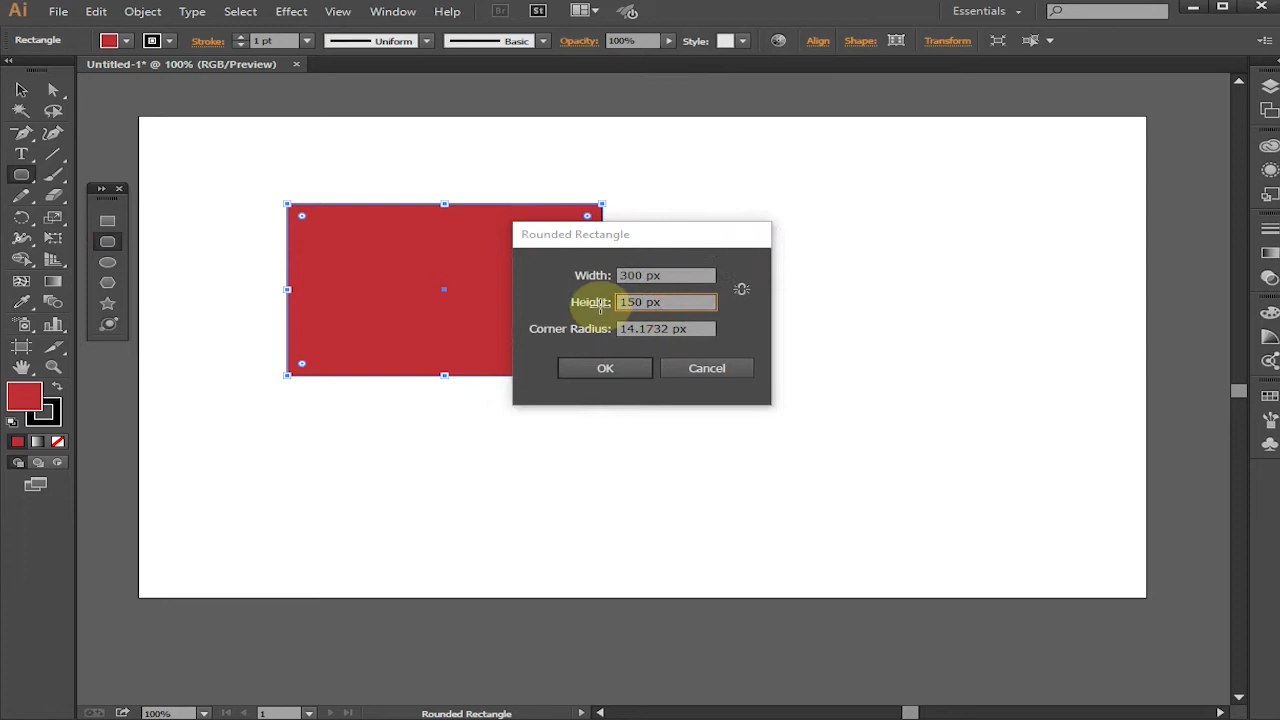 Ai File Edit Object Type Select Effect View Window Help Br St Essentials
Rectangle Stroke: 1 pt Uniform Basic Opacity: 100% Style: Align Shape: Transform
Untitled-1* @ 100% (RGB/Preview)
Rounded Rectangle
Width: 300 px
Height: 150 px
Corner Radius: 14.1732 px
OK Cancel
100% 1 Rounded Rectangle